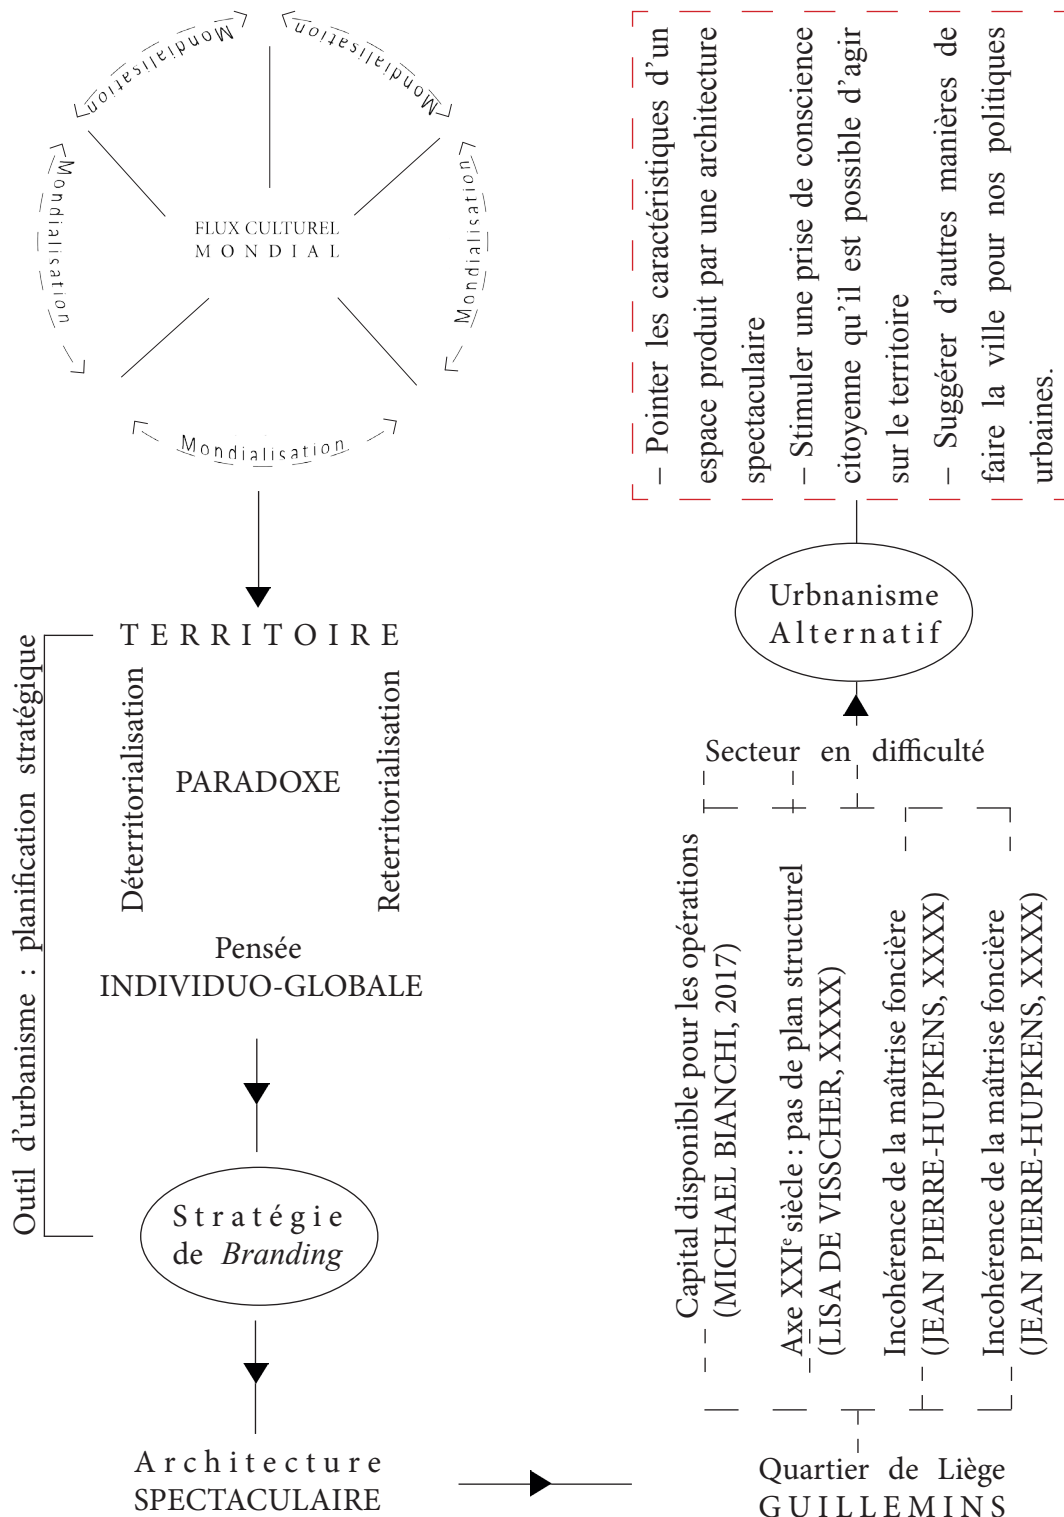 Mondialisation
Mondialisation
Mondialisation
Mondialisation
Mondialisation
FLUX CULTUREL
MONDIAL
TERRITOIRE
Déterritorialisation
PARADOXE
Reterritorialisation
Pensée
INDIVIDUO-GLOBALE
Outil d'urbanisme : planification stratégique
Stratégie
de Branding
Architecture
SPECTACULAIRE
Quartier de Liège
GUILLEMINS
Capital disponible pour les opérations
(MICHAEL BIANCHI, 2017)
Axe XXIe siècle : pas de plan structurel
(LISA DE VISSCHER, XXXX)
Incohérence de la maîtrise foncière
(JEAN PIERRE-HUPKENS, XXXX)
Incohérence de la maîtrise foncière
(JEAN PIERRE-HUPKENS, XXXX)
Secteur en difficulté
Urbnanisme
Alternatif
– Pointer les caractéristiques d'un
espace produit par une architecture
spectaculaire
– Stimuler une prise de conscience
citoyenne qu'il est possible d'agir
sur le territoire
– Suggérer d'autres manières de
faire la ville pour nos politiques
urbaines.